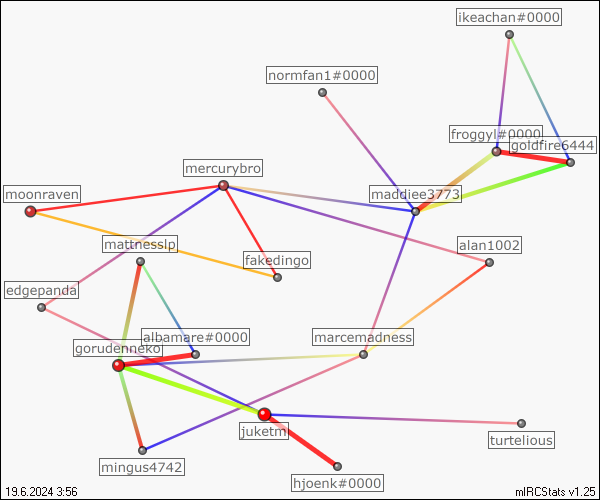 ikeachan#0000
normfan1#0000
froggyl#0000
goldfire6444
mercurybro
moonraven
maddiee3773
mattnesslp
alan1002
fakedingo
edgepanda
albamare#0000
marcemadness
gorudenneko
juketm
turtelious
mingus4742
hjoenk#0000
19.6.2024 3:56
mIRCStats v1.25